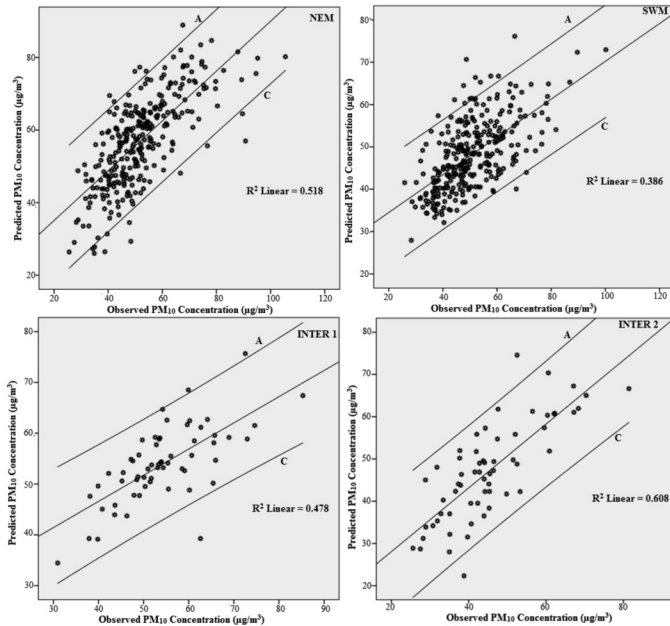 A
NEM
C
R² Linear = 0.518
Predicted PM₁₀ Concentration (µg/m³)
80
60
40
20
20 40 60 80 100 120
Observed PM₁₀ Concentration (µg/m³)
A
SWM
C
R² Linear = 0.386
Predicted PM₁₀ Concentration (µg/m³)
80
70
60
50
40
30
20
20 40 60 80 100 120
Observed PM₁₀ Concentration (µg/m³)
A
INTER 1
C
R² Linear = 0.478
Predicted PM₁₀ Concentration (µg/m³)
80
70
60
50
40
30
30 40 50 60 70 80 90
Observed PM₁₀ Concentration (µg/m³)
A
INTER 2
C
R² Linear = 0.608
Predicted PM₁₀ Concentration (µg/m³)
80
70
60
50
40
30
20
20 40 60 80
Observed PM₁₀ Concentration (µg/m³)